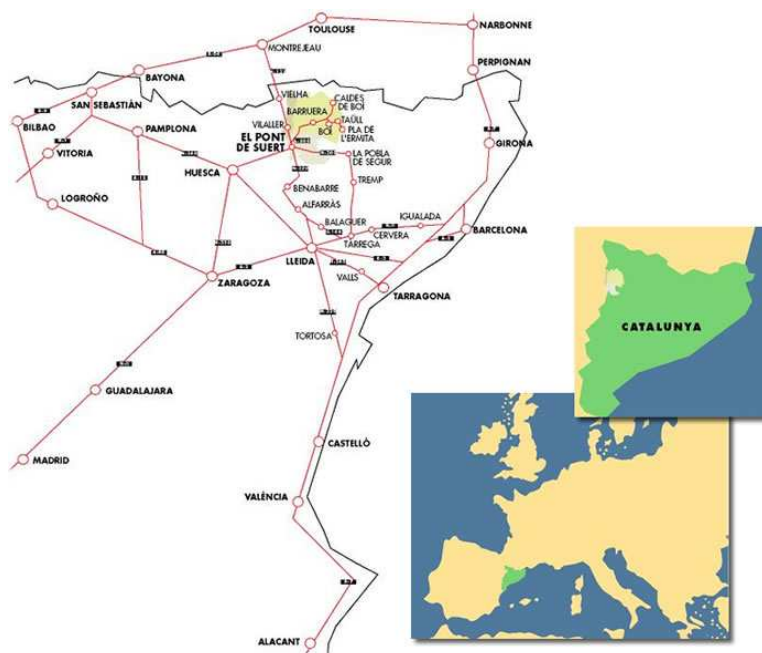 TOULOUSE
NARBONNE
MONTREJEAU
PERPIGNAN
BAYONA
VIELHA
CALDES
DE BOÍ
SAN SEBASTIÁN
BARRUERA
TAÜLL
BILBAO
PAMPLONA
VILALLER
BOÍ
PLA DE
L'ERMITA
EL PONT
DE SUERT
GIRONA
VITORIA
LA POBLA
DE SEGUR
HUESCA
TREMP
BENABARRE
LOGROÑO
ALFARRÀS
IGUALADA
BALAGUER
CERVERA
BARCELONA
TÀRREGA
LLEIDA
ZARAGOZA
VALLS
TARRAGONA
CATALUNYA
TORTOSA
GUADALAJARA
CASTELLÒ
MADRID
VALÈNCIA
ALACANT